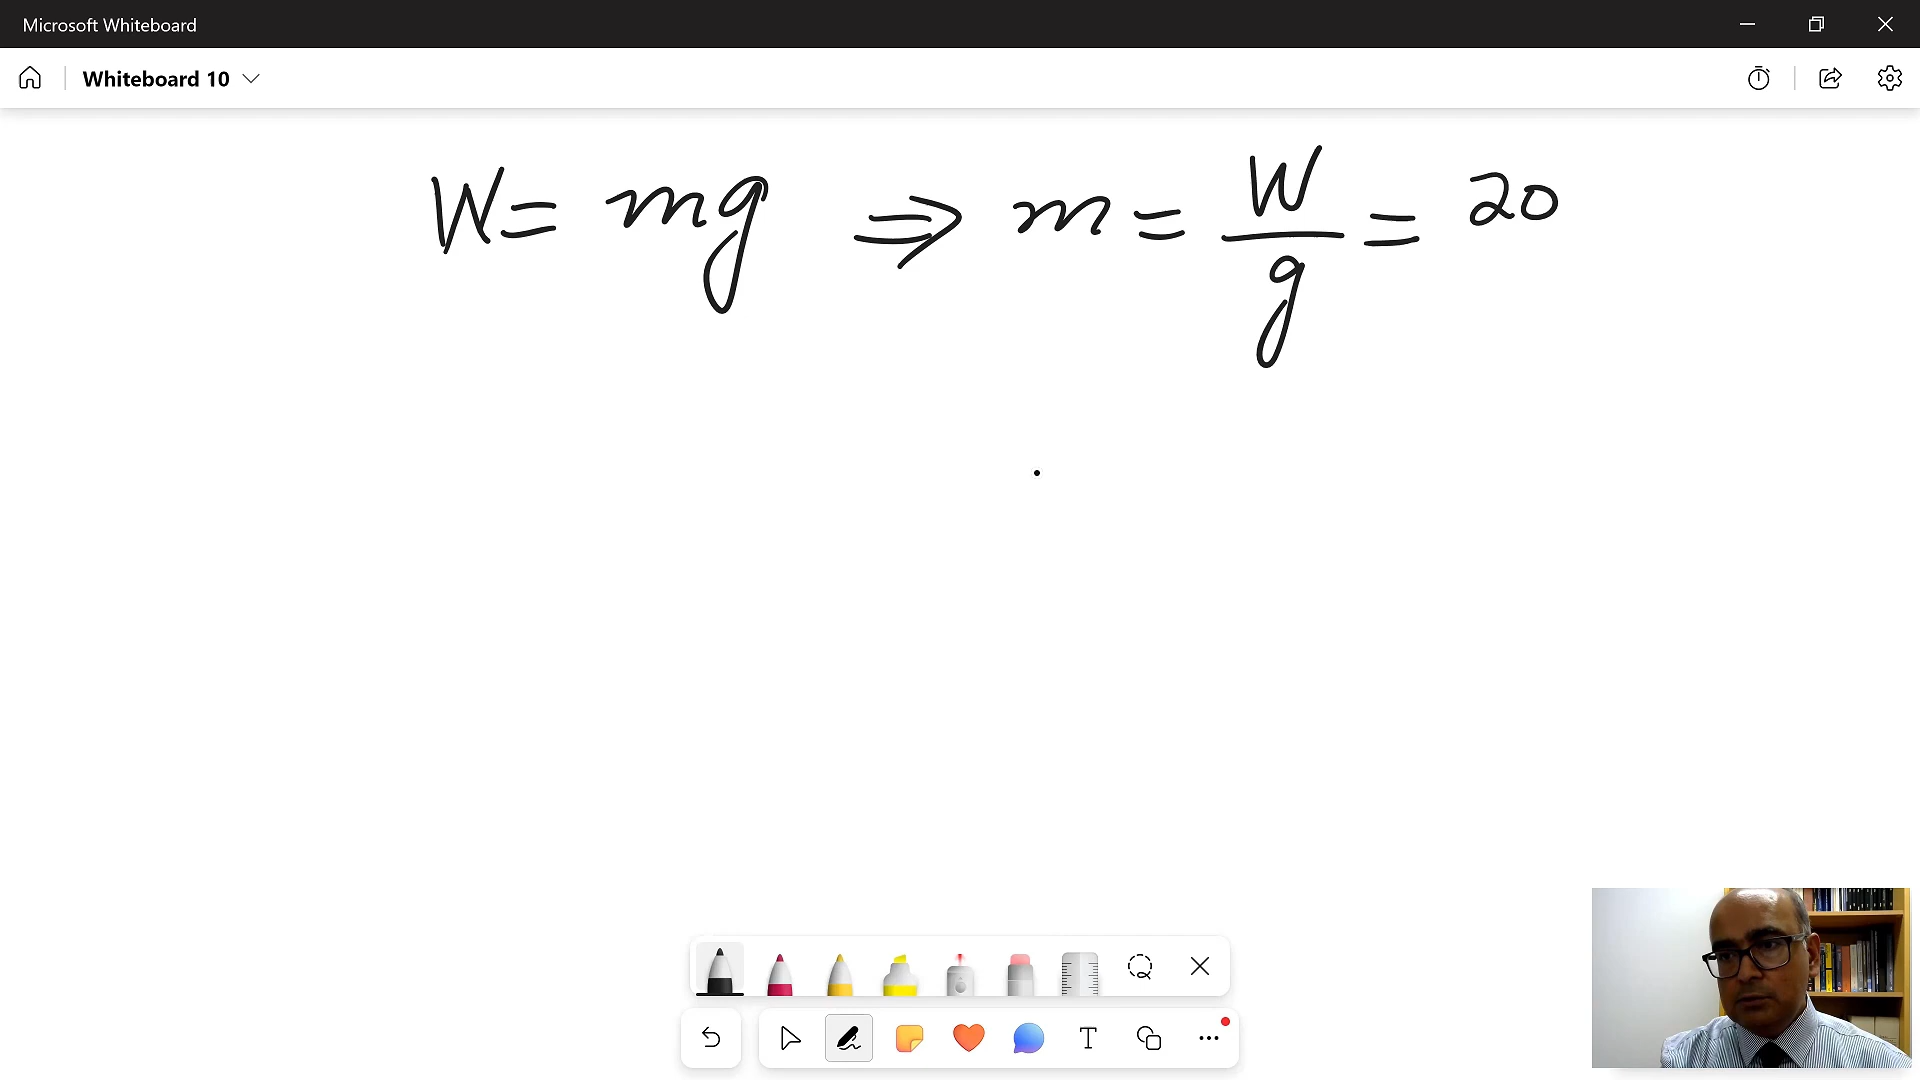 Microsoft Whiteboard
Whiteboard 10
W = mg ⇒ m = W/g = 20
T